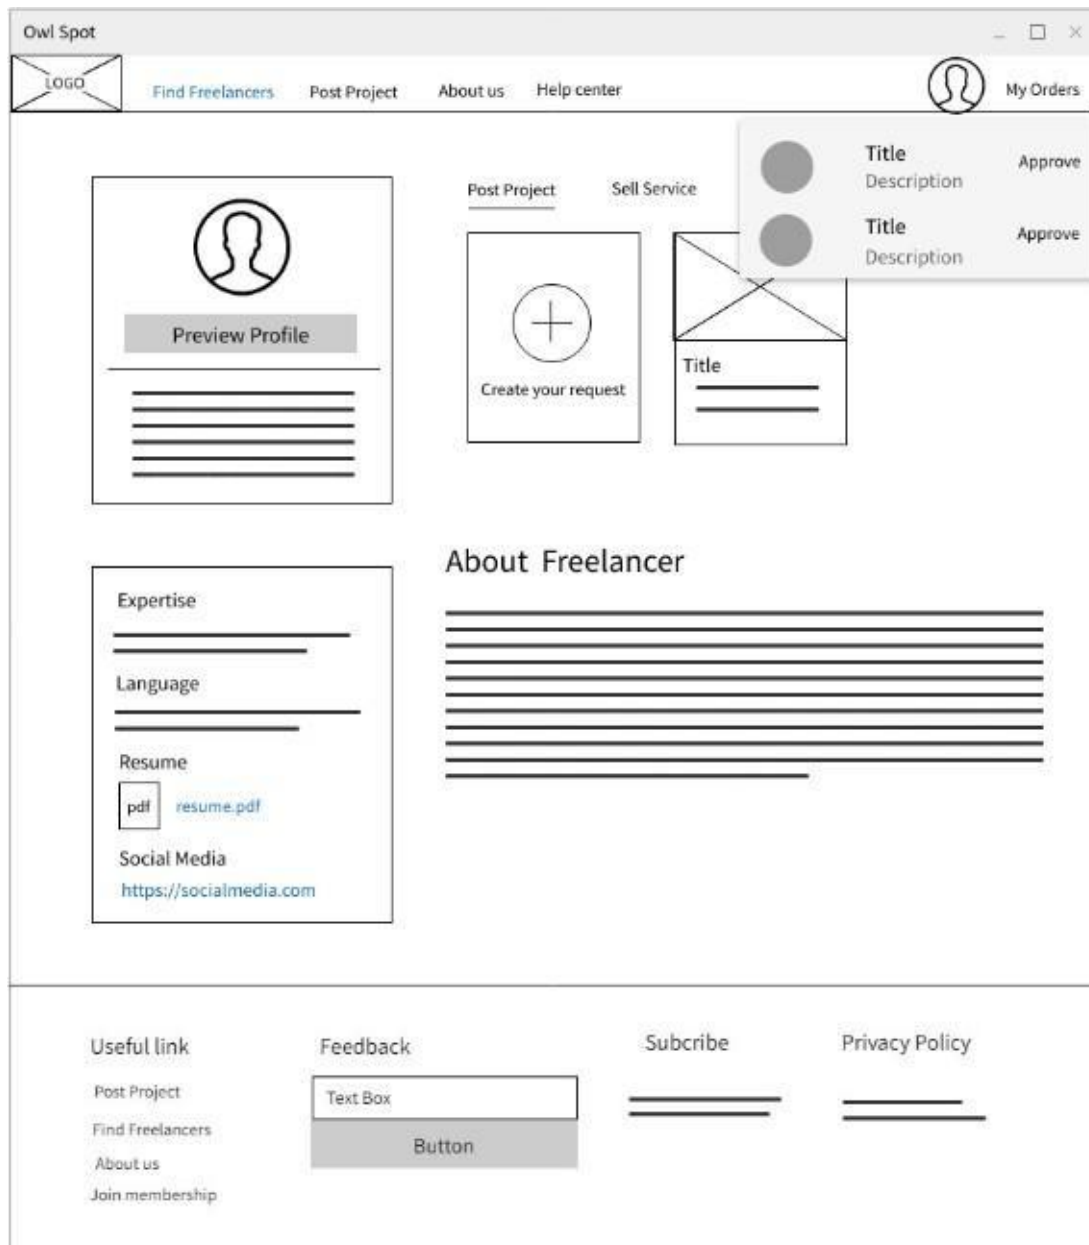 Owl Spot
LOGO
Find Freelancers Post Project About us Help center My Orders
Title
Description
Approve
Title
Description
Approve
Preview Profile
Post Project Sell Service
Create your request
Title
Expertise
Language
Resume
pdf resume.pdf
Social Media
https://socialmedia.com
About Freelancer
Useful link
Post Project
Find Freelancers
About us
Join membership
Feedback
Text Box
Button
Subcribe
Privacy Policy